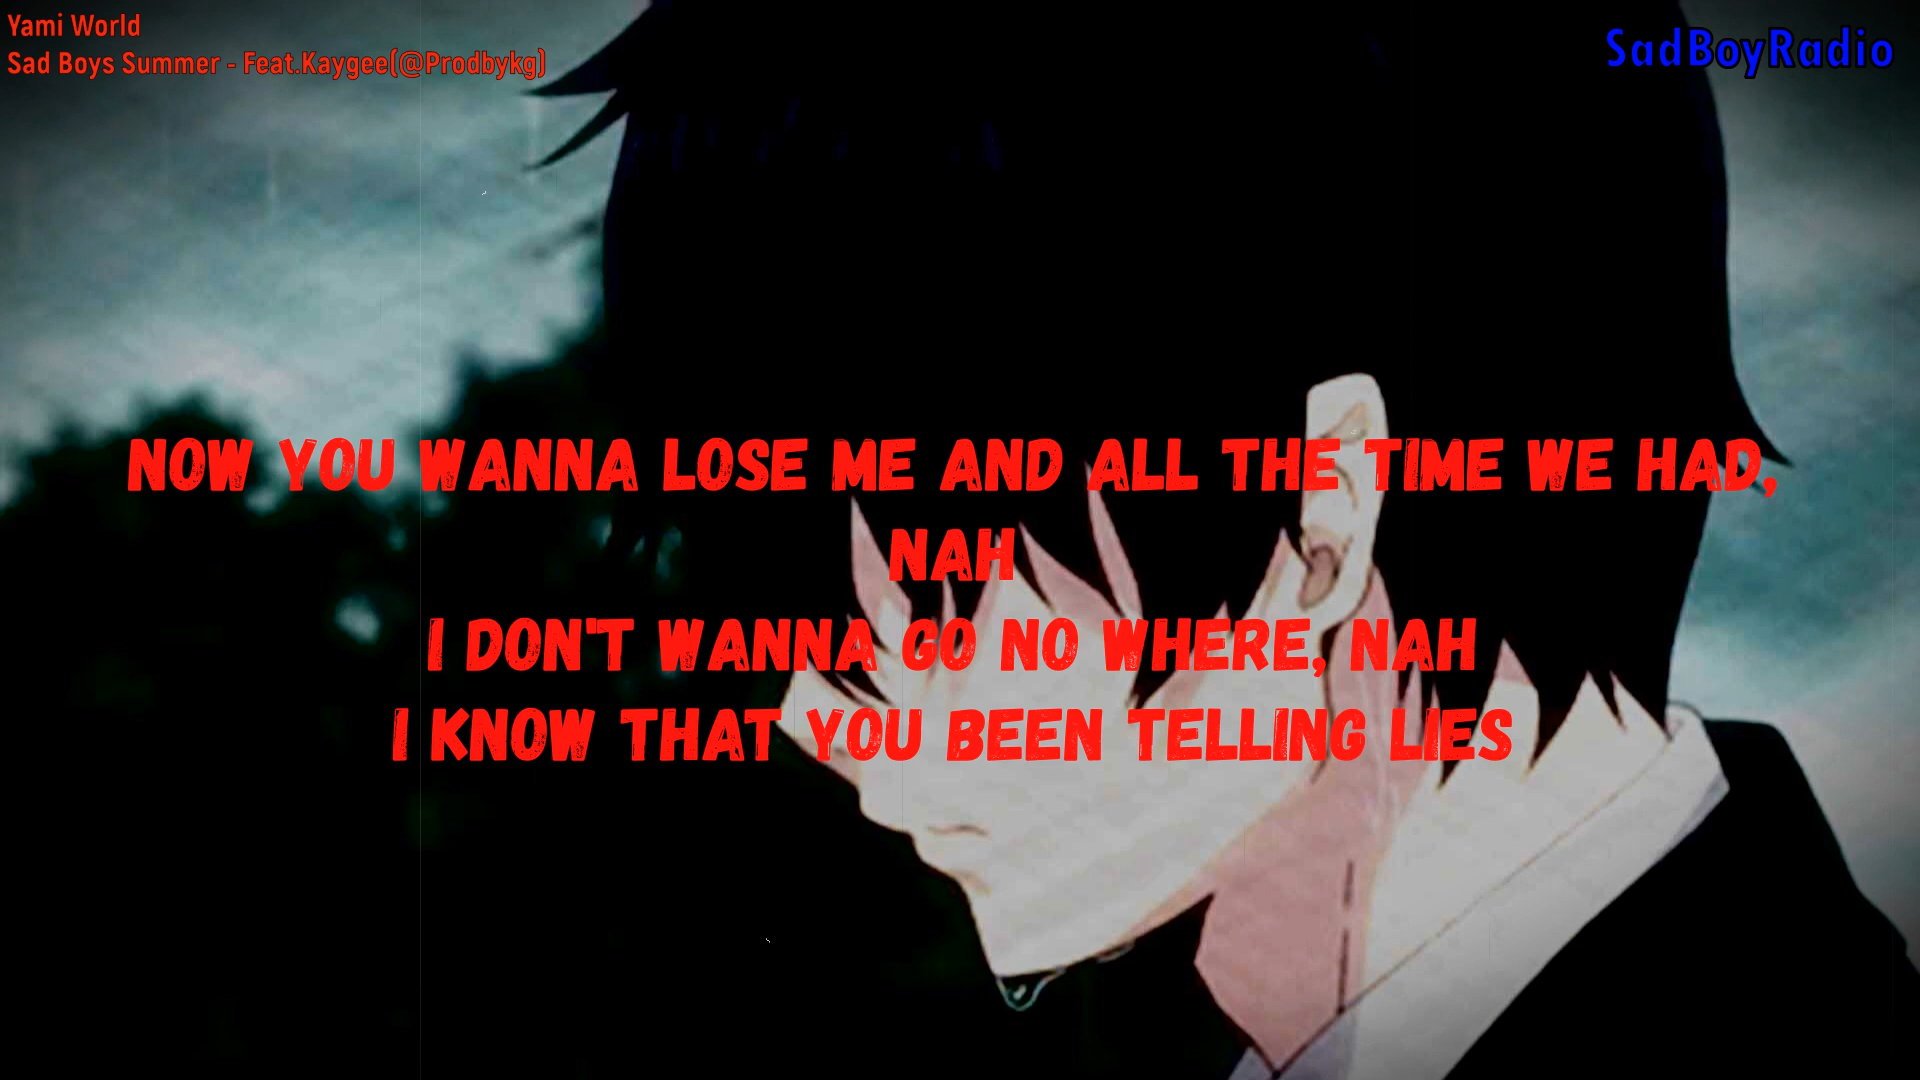 Yami World
Sad Boys Summer - Feat.Kaygee(@Prodbykg)
SadBoyRadio
NOW YOU WANNA LOSE ME AND ALL THE TIME WE HAD,
NAH
I DON'T WANNA GO NO WHERE, NAH
I KNOW THAT YOU BEEN TELLING LIES